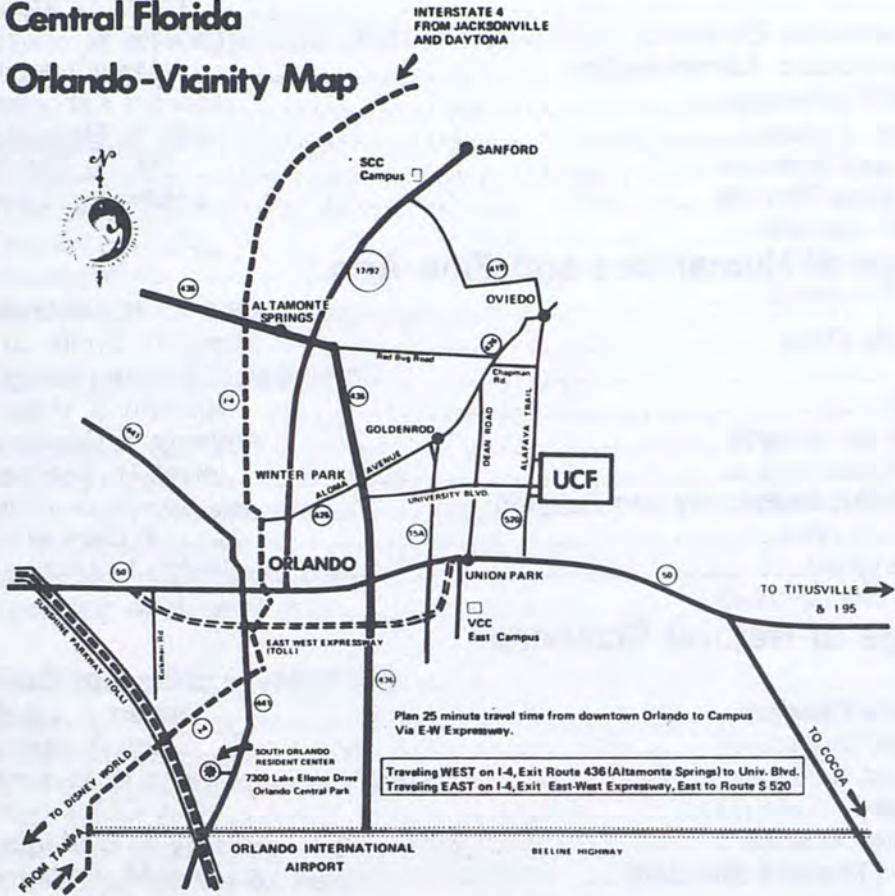 Central Florida
Orlando-Vicinity Map
INTERSTATE 4
FROM JACKSONVILLE
AND DAYTONA
N
SANFORD
SCC
Campus
17/92
419
436
ALTAMONTE
SPRINGS
OVIEDO
426
Red Bug Road
Chapman
Rd
I-4
436
441
GOLDENROD
DEAN ROAD
ALAFAYA TRAIL
WINTER PARK
ALOMA
AVENUE
UCF
UNIVERSITY BLVD.
426
15A
520
ORLANDO
50
UNION PARK
50
TO TITUSVILLE
& I 95
SUNSHINE PARKWAY (TOLL)
Kirkman Rd
EAST WEST EXPRESSWAY
(TOLL)
VCC
East Campus
436
441
I-4
Plan 25 minute travel time from downtown Orlando to Campus
Via E-W Expressway.
TO COCOA
SOUTH ORLANDO
RESIDENT CENTER
7300 Lake Ellenor Drive
Orlando Central Park
Traveling WEST on I-4, Exit Route 436 (Altamonte Springs) to Univ. Blvd.
Traveling EAST on I-4, Exit East-West Expressway, East to Route S 520
TO DISNEY WORLD
FROM TAMPA
ORLANDO INTERNATIONAL
AIRPORT
BEELINE HIGHWAY